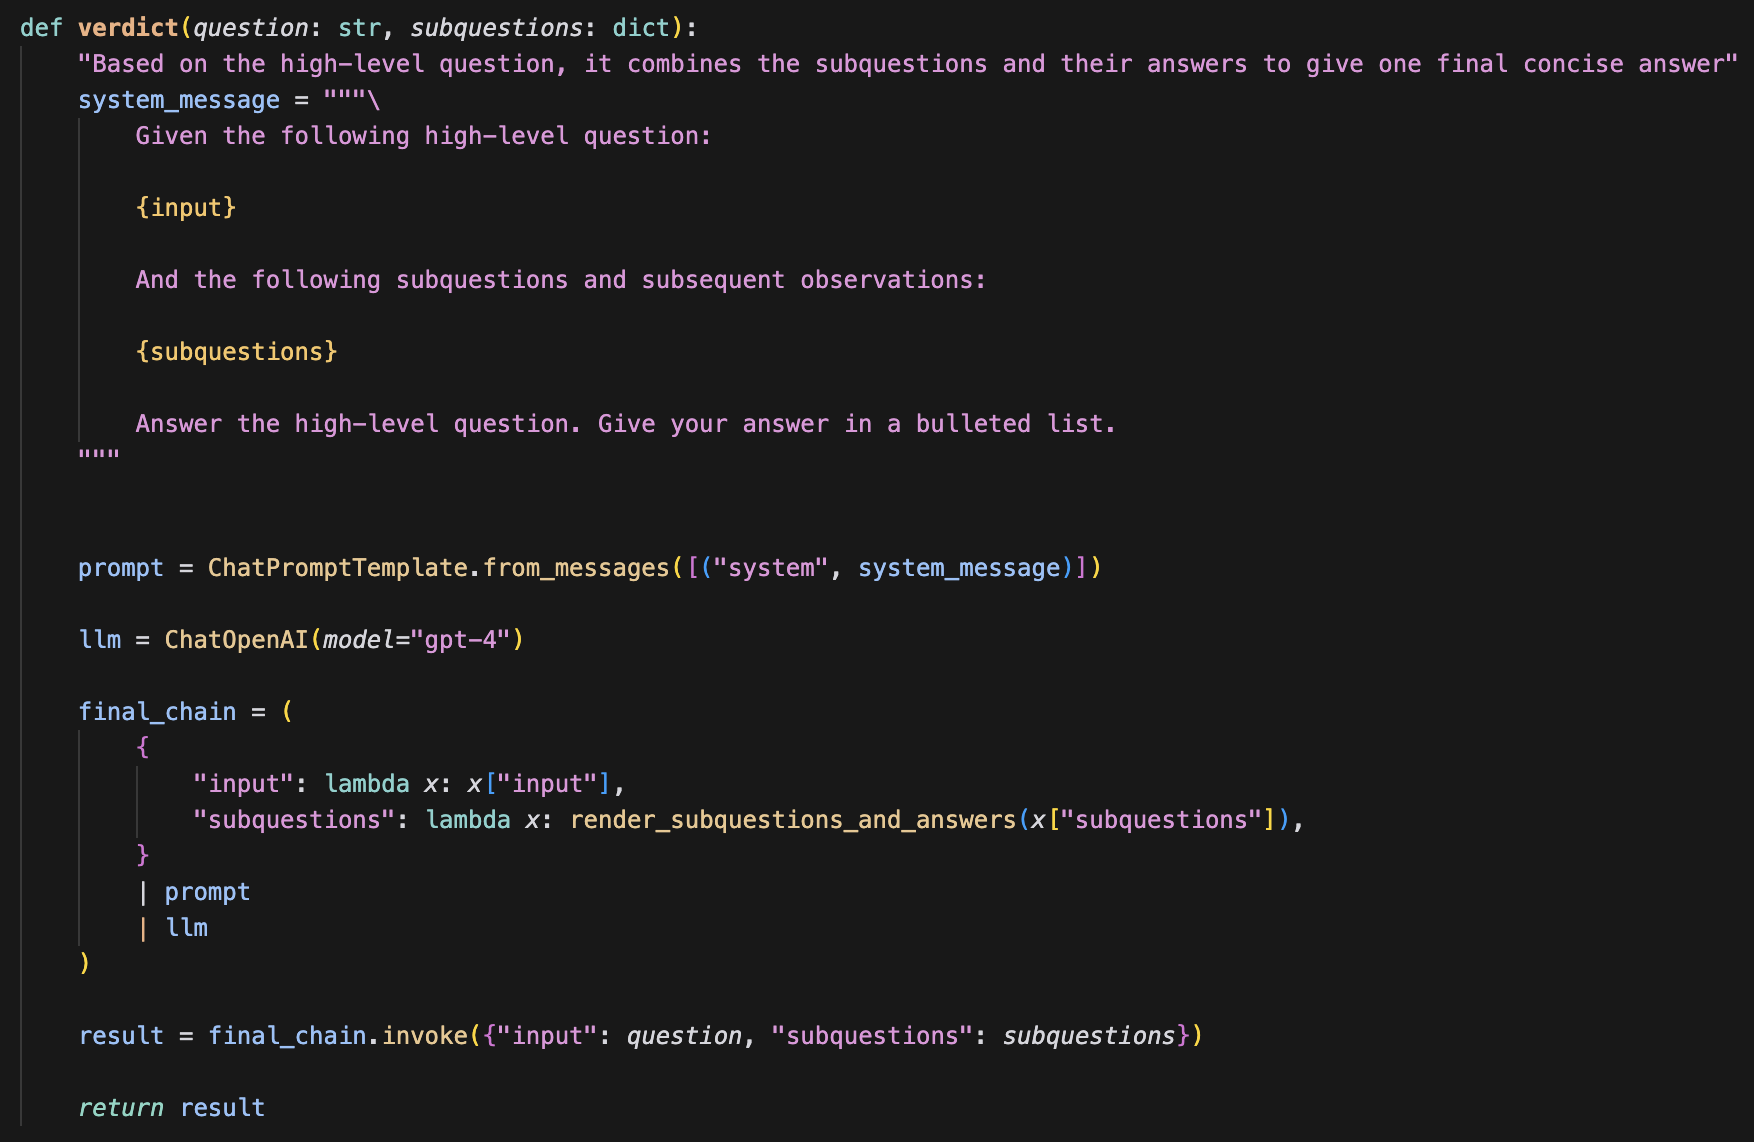 def verdict(question: str, subquestions: dict):
    "Based on the high-level question, it combines the subquestions and their answers to give one final concise answer"
    system_message = """\
        Given the following high-level question:

        {input}

        And the following subquestions and subsequent observations:

        {subquestions}

        Answer the high-level question. Give your answer in a bulleted list.
    """


    prompt = ChatPromptTemplate.from_messages([("system", system_message)])

    llm = ChatOpenAI(model="gpt-4")

    final_chain = (
        {
            "input": lambda x: x["input"],
            "subquestions": lambda x: render_subquestions_and_answers(x["subquestions"]),
        }
        | prompt
        | llm
    )

    result = final_chain.invoke({"input": question, "subquestions": subquestions})

    return result